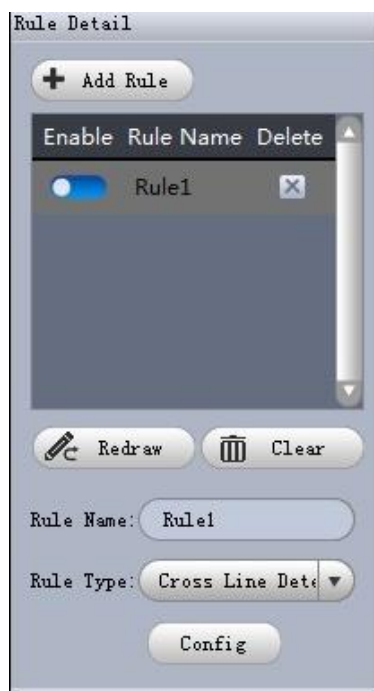 Rule Detail
Add Rule
Enable Rule Name Delete
Rule1
Redraw Clear
Rule Name: Rule1
Rule Type: Cross Line Dete
Config